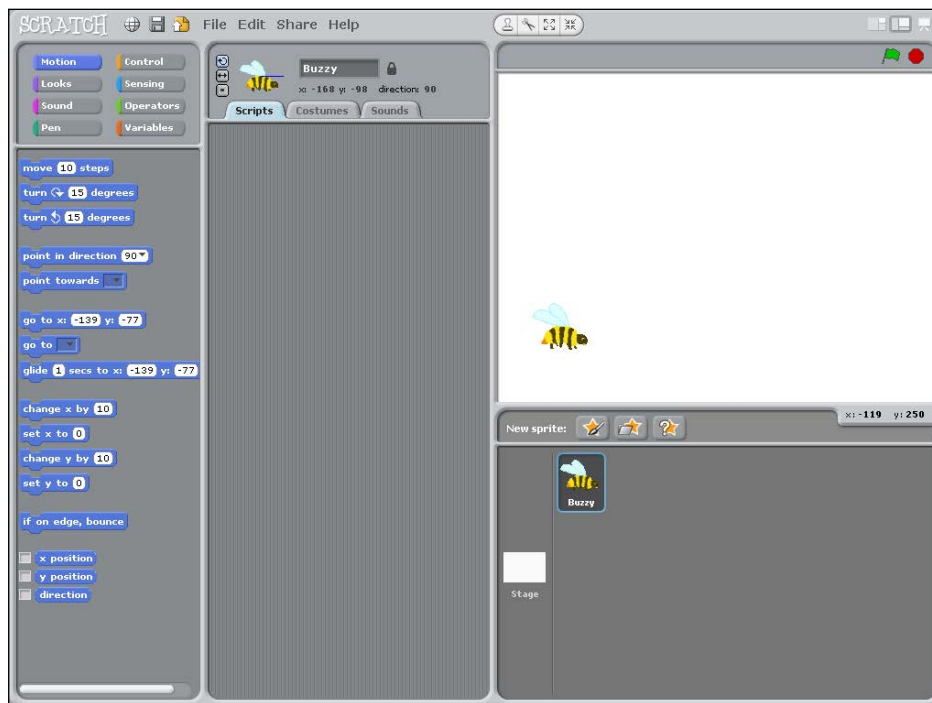 SCRATCH File Edit Share Help
Motion Control
Looks Sensing
Sound Operators
Pen Variables
Buzzy
x: -168 y: -98 direction: 90
Scripts Costumes Sounds
move 10 steps
turn 15 degrees
turn 15 degrees
point in direction 90
point towards
go to x: -139 y: -77
go to
glide 1 secs to x: -139 y: -77
change x by 10
set x to 0
change y by 10
set y to 0
if on edge, bounce
x position
y position
direction
x: -119 y: 250
New sprite:
Buzzy
Stage